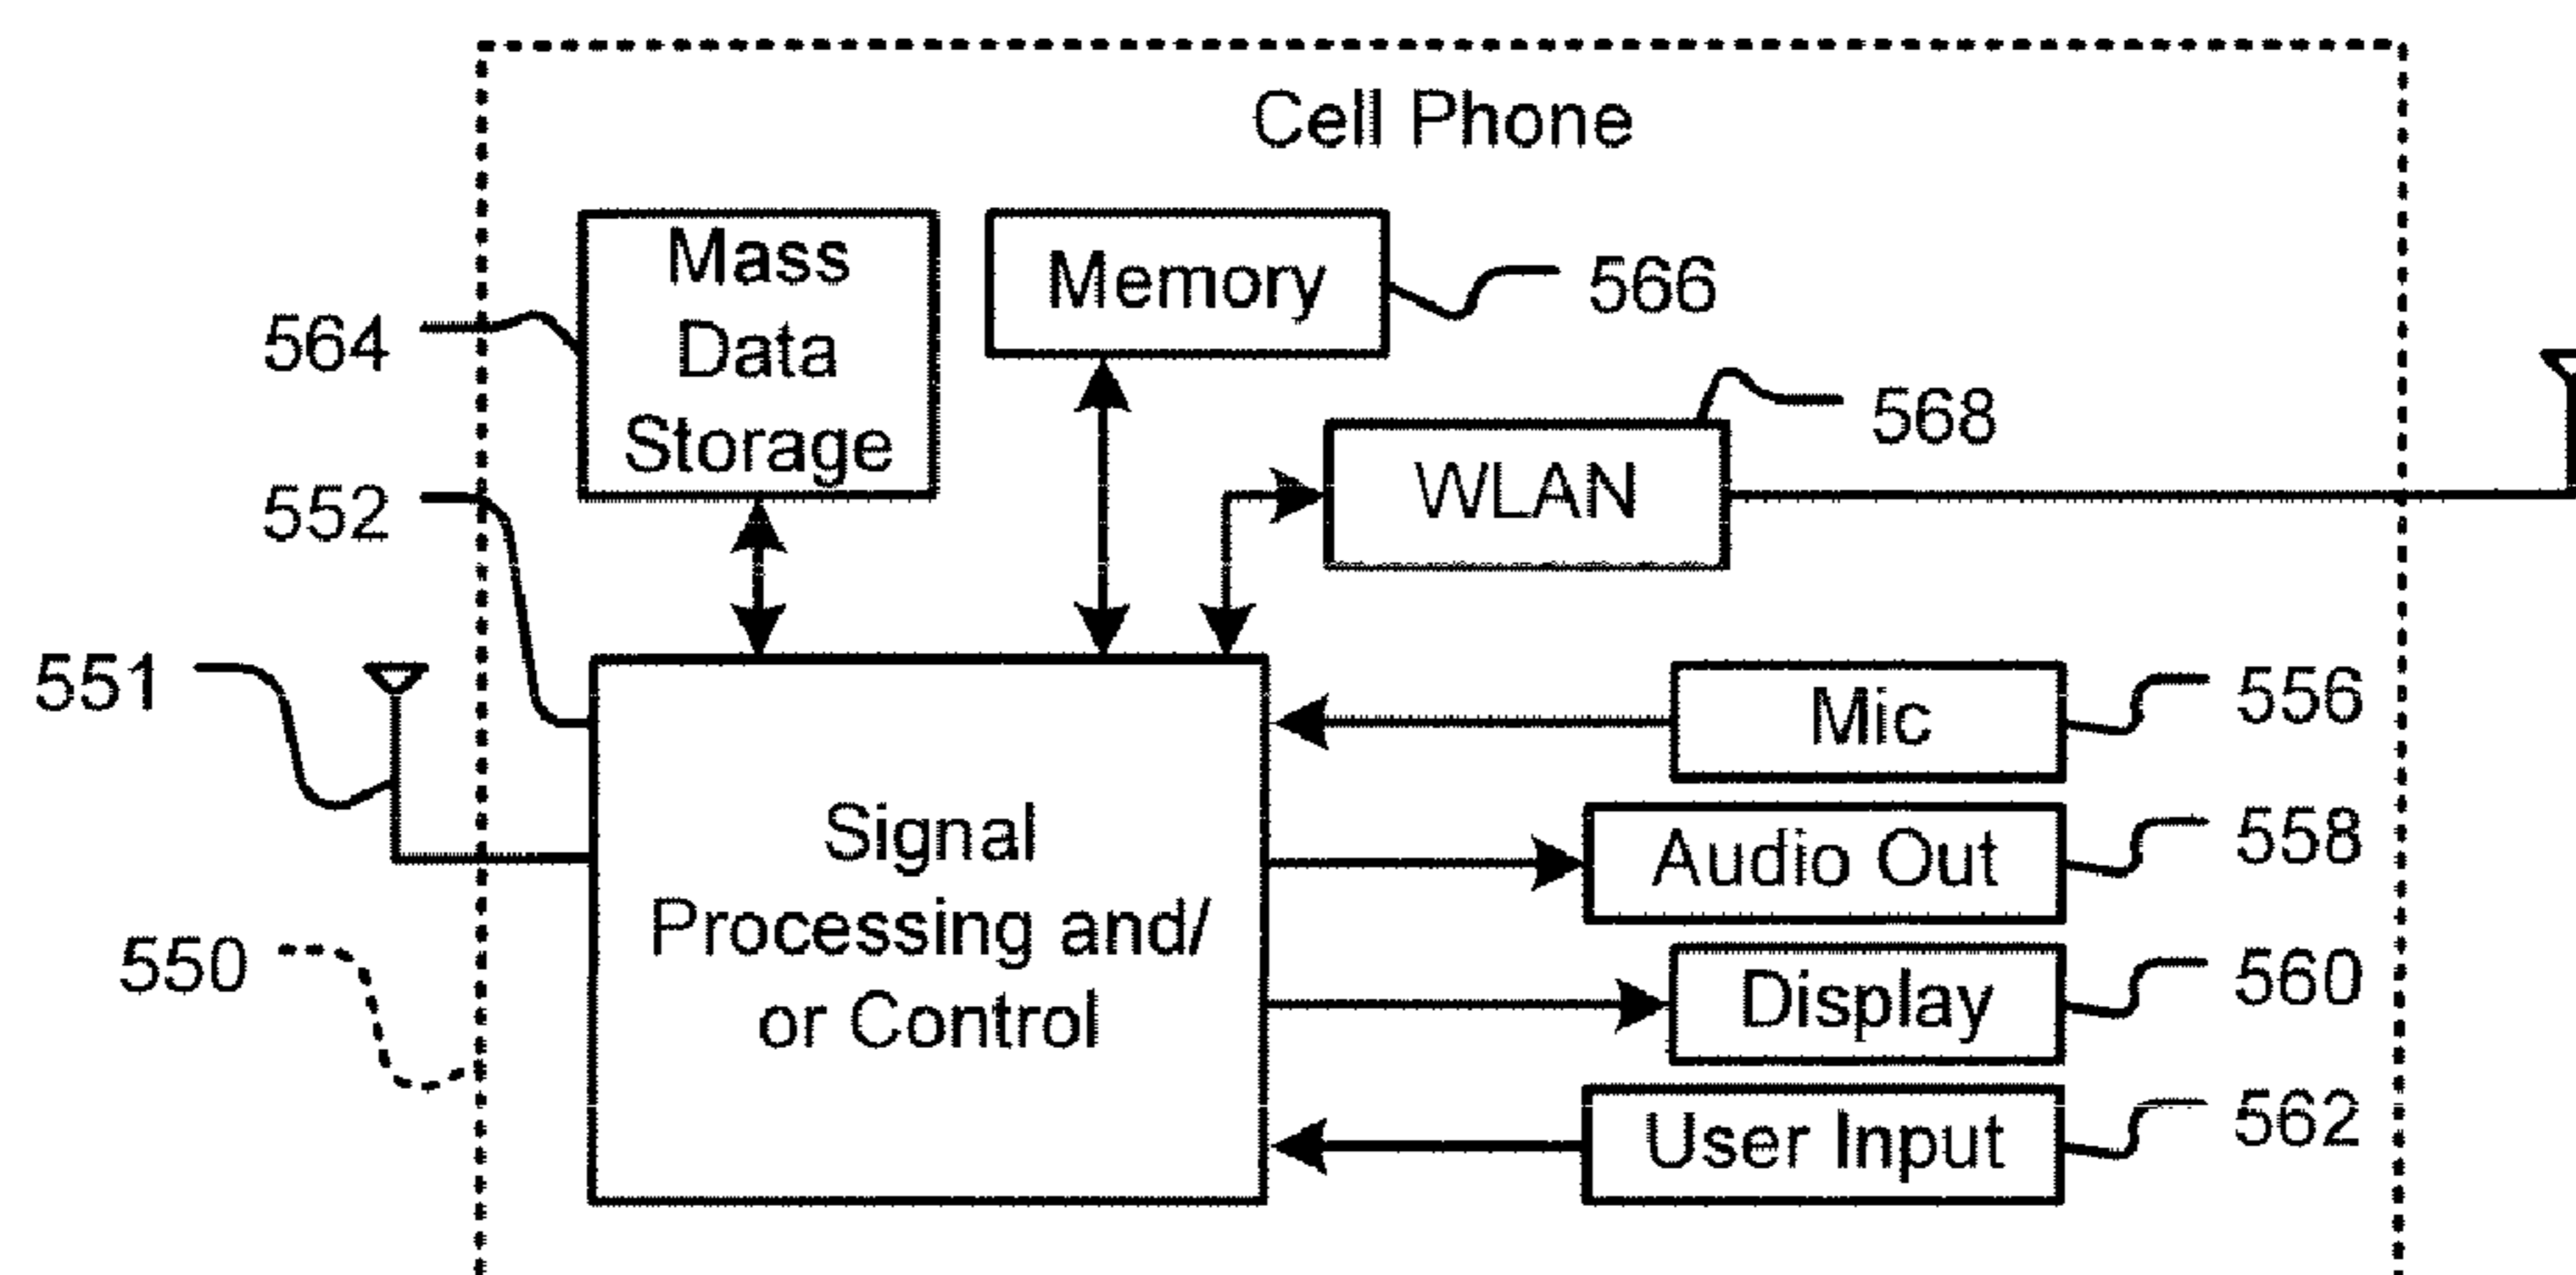 Cell Phone
Mass
Data
Storage
Memory
566
564
568
WLAN
552
551
Mic
556
Signal
Processing and/
or Control
Audio Out
558
550
Display
560
User Input
562